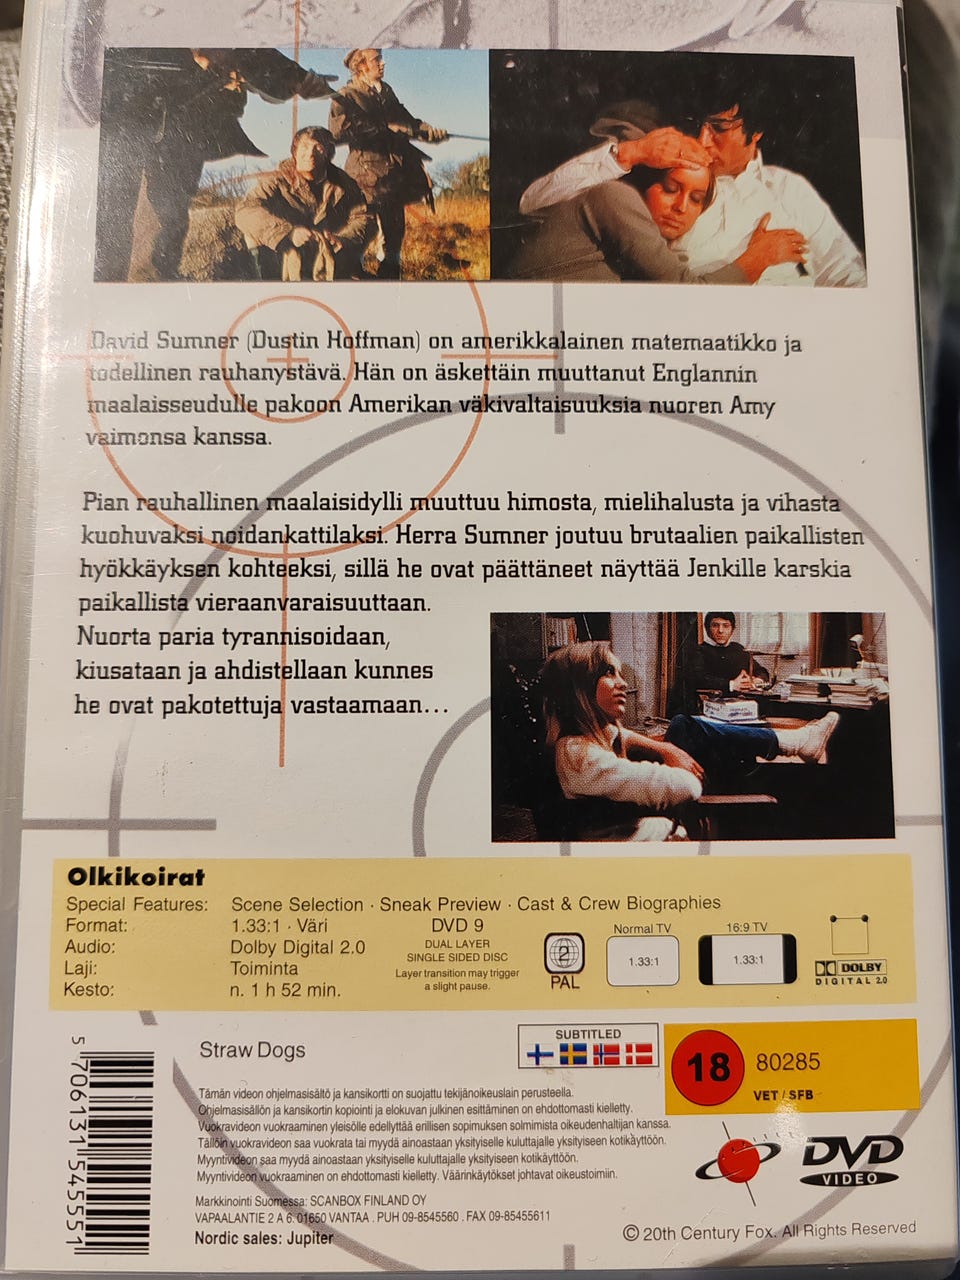 David Sumner (Dustin Hoffman) on amerikkalainen matemaatikko ja
todellinen rauhanystävä. Hän on äskettäin muuttanut Englannin
maalaisseudulle pakoon Amerikan väkivaltaisuuksia nuoren Amy
vaimonsa kanssa.
Pian rauhallinen maalaisidylli muuttuu himosta, mielihalusta ja vihasta
kuohuvaksi noidankattilaksi. Herra Sumner joutuu brutaalien paikallisten
hyökkäyksen kohteeksi, sillä he ovat päättäneet näyttää Jenkille karskia
paikallista vieraanvaraisuuttaan.
Nuorta paria tyrannisoidaan,
kiusataan ja ahdistellaan kunnes
he ovat pakotettuja vastaamaan...
Olkikoirat
Special Features: Scene Selection · Sneak Preview · Cast & Crew Biographies
Format: 1.33:1 · Väri
Audio: Dolby Digital 2.0
Laji: Toiminta
Kesto: n. 1 h 52 min.
DVD 9
DUAL LAYER
SINGLE SIDED DISC
Layer transition may trigger
a slight pause.
2
PAL
Normal TV
1.33:1
16:9 TV
1.33:1
DOLBY
DIGITAL 2.0
Straw Dogs
SUBTITLED
18 80285
VET / SFB
Tämän videon ohjelmasisältö ja kansikortti on suojattu tekijänoikeuslain perusteella.
Ohjelmasisällön ja kansikortin kopiointi ja elokuvan julkinen esittäminen on ehdottomasti kielletty.
Vuokravideon vuokraaminen yleisölle edellyttää erillisen sopimuksen solmimista oikeudenhaltijan kanssa.
Tällöin vuokravideon saa vuokrata tai myydä ainoastaan yksityiselle kuluttajalle yksityiseen kotikäyttöön.
Myyntivideon saa myydä ainoastaan yksityiselle kuluttajalle yksityiseen kotikäyttöön.
Myyntivideon vuokraaminen on ehdottomasti kielletty. Väärinkäytökset johtavat oikeustoimiin.
Markkinointi Suomessa: SCANBOX FINLAND OY
VAPAALANTIE 2 A 6. 01650 VANTAA . PUH 09-8545560 . FAX 09-85455611
Nordic sales: Jupiter
DVD
VIDEO
© 20th Century Fox. All Rights Reserved
5 706131 545551